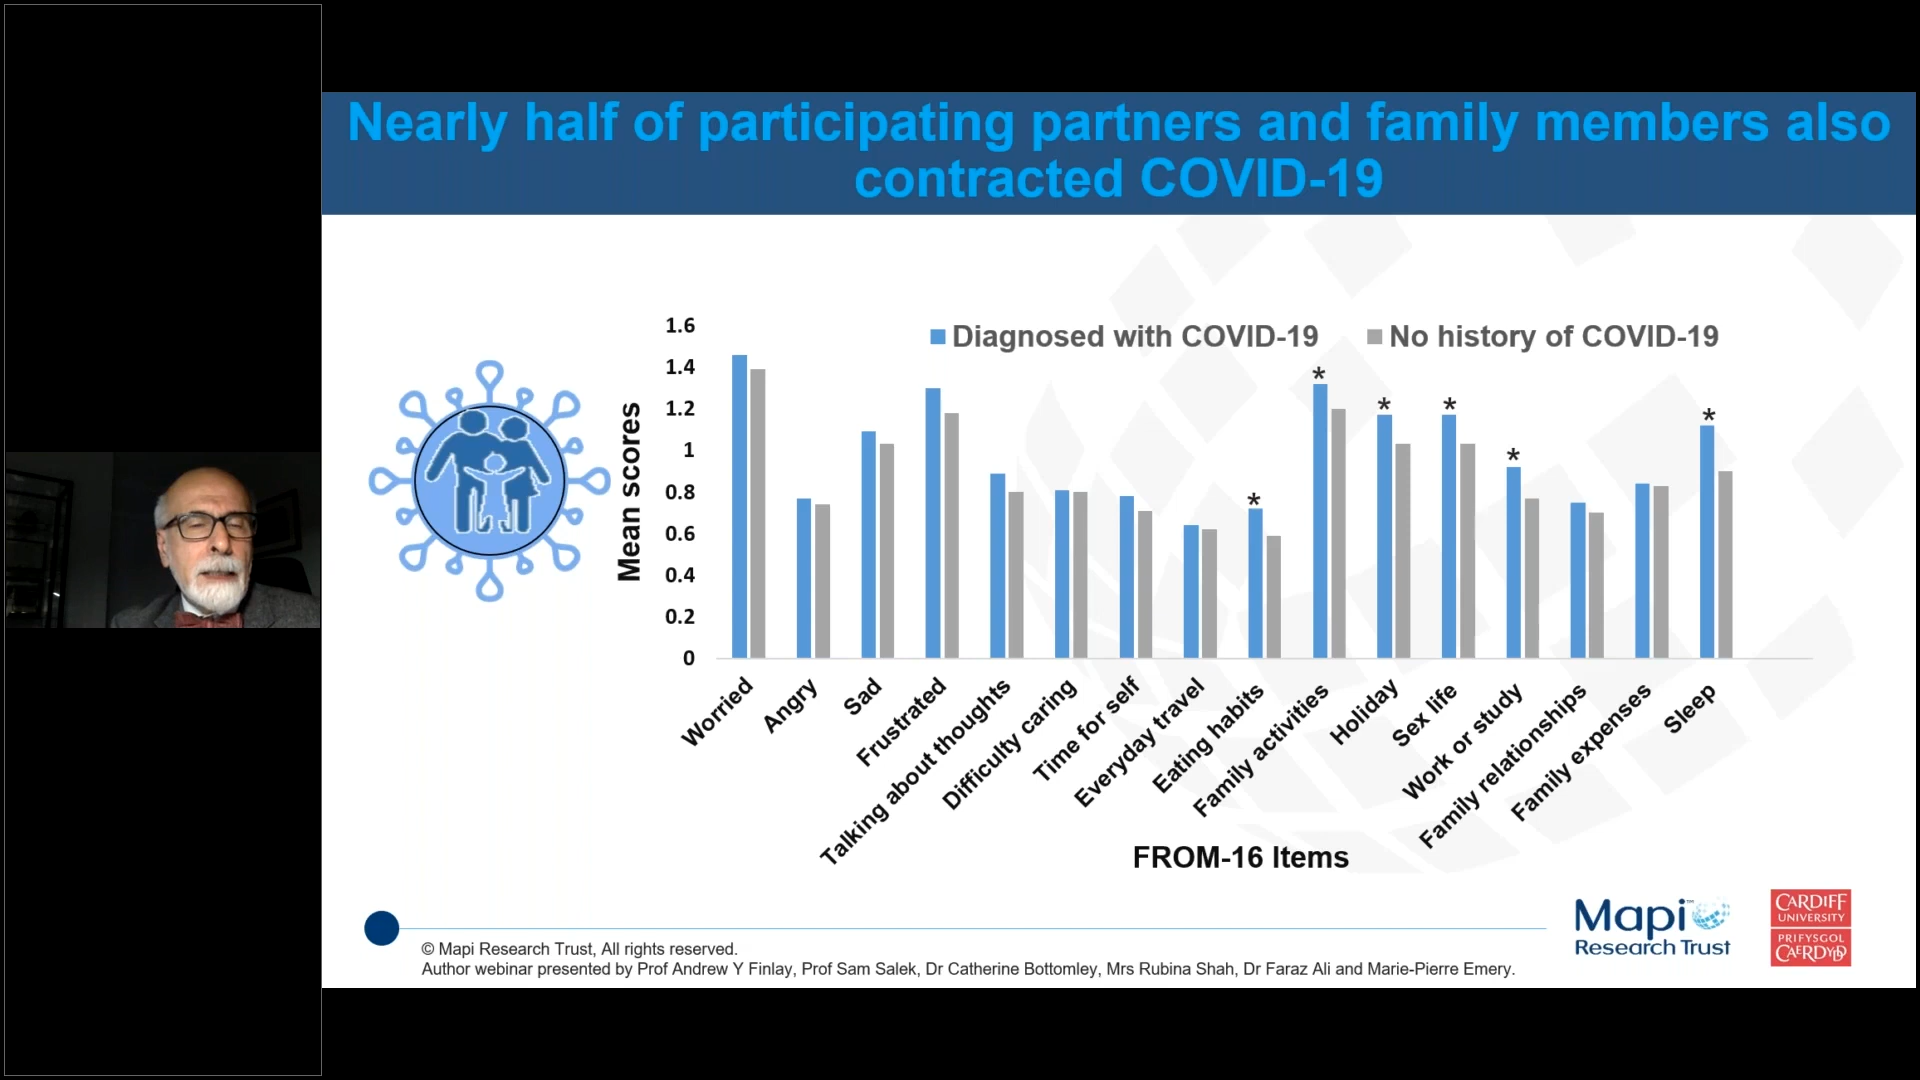 Nearly half of participating partners and family members also
contracted COVID-19
Diagnosed with COVID-19
No history of COVID-19
Mean scores
1.6
1.4
1.2
1
0.8
0.6
0.4
0.2
0
*
*
*
*
*
*
Worried
Angry
Sad
Frustrated
Talking about thoughts
Difficulty caring
Time for self
Everyday travel
Eating habits
Family activities
Holiday
Sex life
Work or study
Family relationships
Family expenses
Sleep
FROM-16 Items
© Mapi Research Trust, All rights reserved.
Author webinar presented by Prof Andrew Y Finlay, Prof Sam Salek, Dr Catherine Bottomley, Mrs Rubina Shah, Dr Faraz Ali and Marie-Pierre Emery.
Mapi™
Research Trust
CARDIFF
UNIVERSITY
PRIFYSGOL
CAERDYDD